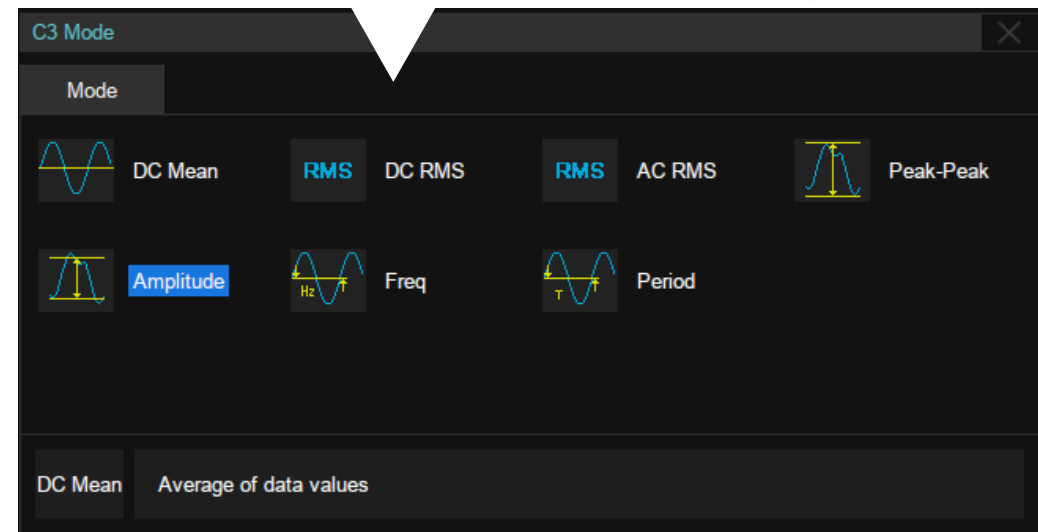 C3 Mode
Mode
DC Mean
RMS DC RMS
RMS AC RMS
Peak-Peak
Amplitude
Hz Freq
T Period
DC Mean Average of data values